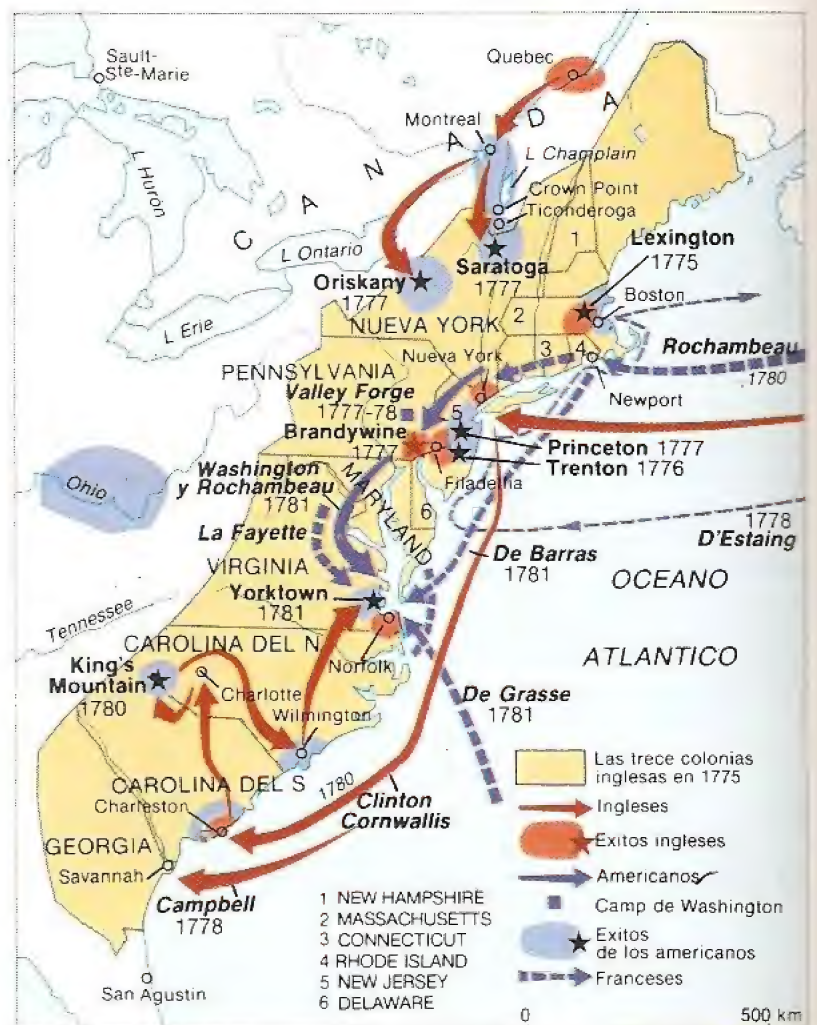 Sault-
Ste-Marie
Quebec
Montreal
CANADA
L Champlain
Crown Point
Ticonderoga
L Hurón
L Ontario
L Erie
Oriskany
1777
Saratoga
1777
1
Lexington
1775
2
Boston
NUEVA YORK
3
4
Rochambeau
1780
Nueva York
Newport
PENNSYLVANIA
Valley Forge
1777-78
5
Brandywine
1777
Princeton 1777
Trenton 1776
Filadelfia
Washington
y Rochambeau
1781
MARYLAND
6
Ohio
La Fayette
1778
D'Estaing
De Barras
1781
VIRGINIA
OCEANO
ATLANTICO
Yorktown
1781
Tennessee
CAROLINA DEL N
Norfolk
King's
Mountain
1780
Charlotte
Wilmington
De Grasse
1781
CAROLINA DEL S
1780
Charleston
Clinton
Cornwallis
GEORGIA
Savannah
Campbell
1778
San Agustin
1 NEW HAMPSHIRE
2 MASSACHUSETTS
3 CONNECTICUT
4 RHODE ISLAND
5 NEW JERSEY
6 DELAWARE
Las trece colonias
inglesas en 1775
Ingleses
Exitos ingleses
Americanos
Camp de Washington
Exitos
de los americanos
Franceses
0 500 km